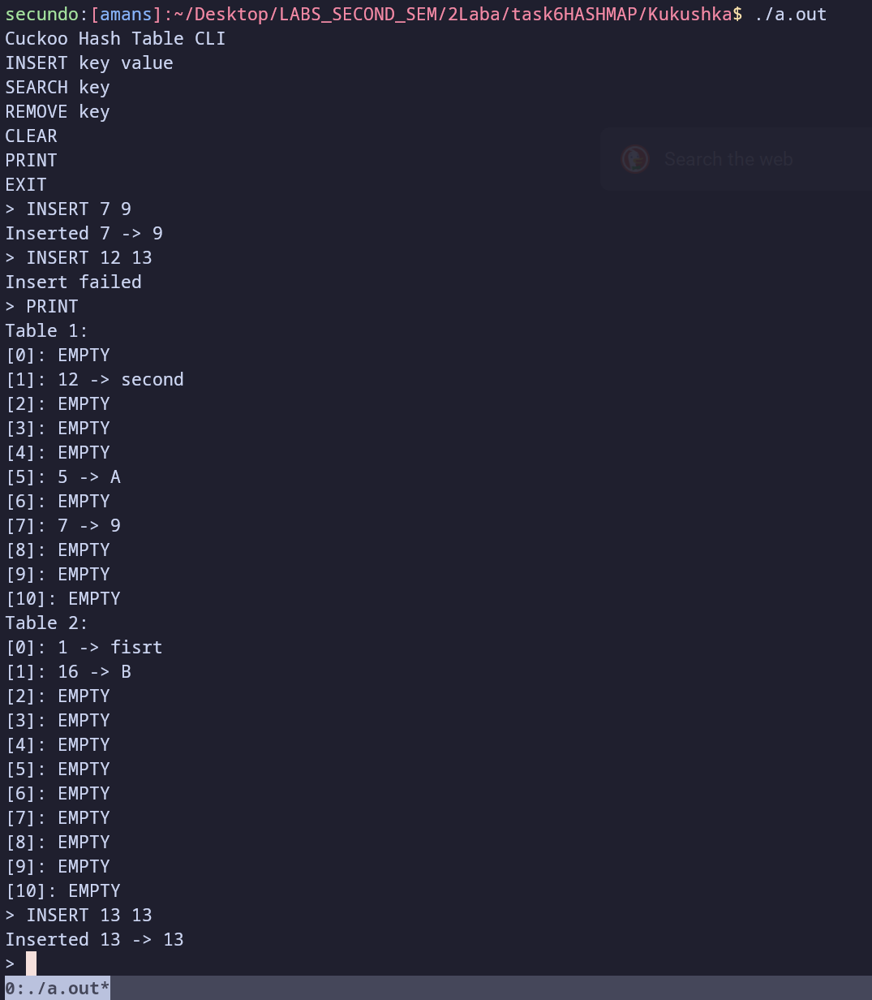 secundo:[amans]:~/Desktop/LABS_SECOND_SEM/2Laba/task6HASHMAP/Kukushka$ ./a.out
Cuckoo Hash Table CLI
INSERT key value
SEARCH key
REMOVE key
CLEAR
PRINT
Search the web
EXIT
> INSERT 7 9
Inserted 7 -> 9
> INSERT 12 13
Insert failed
> PRINT
Table 1:
[0]: EMPTY
[1]: 12 -> second
[2]: EMPTY
[3]: EMPTY
[4]: EMPTY
[5]: 5 -> A
[6]: EMPTY
[7]: 7 -> 9
[8]: EMPTY
[9]: EMPTY
[10]: EMPTY
Table 2:
[0]: 1 -> fisrt
[1]: 16 -> B
[2]: EMPTY
[3]: EMPTY
[4]: EMPTY
[5]: EMPTY
[6]: EMPTY
[7]: EMPTY
[8]: EMPTY
[9]: EMPTY
[10]: EMPTY
> INSERT 13 13
Inserted 13 -> 13
>
0:./a.out*